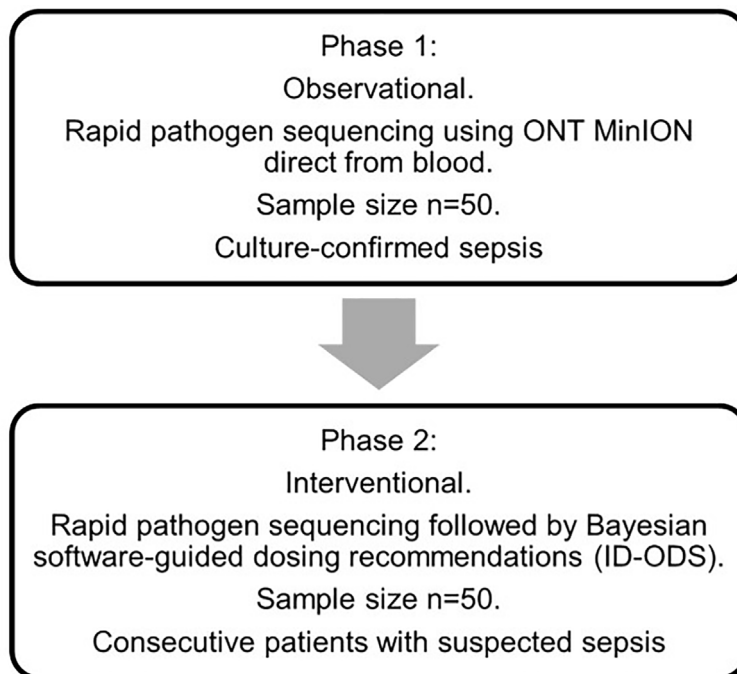 Phase 1:
Observational.
Rapid pathogen sequencing using ONT MinION
direct from blood.
Sample size n=50.
Culture-confirmed sepsis
Phase 2:
Interventional.
Rapid pathogen sequencing followed by Bayesian
software-guided dosing recommendations (ID-ODS).
Sample size n=50.
Consecutive patients with suspected sepsis